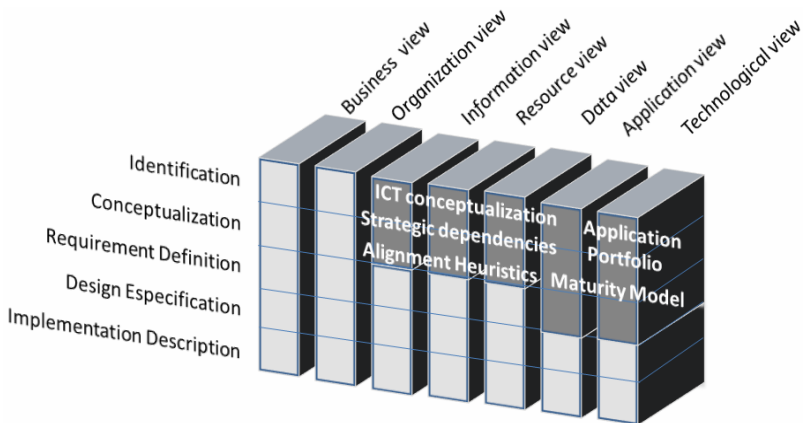 Business view
Organization view
Information view
Resource view
Data view
Application view
Technological view
Identification
Conceptualization
Requirement Definition
Design Especification
Implementation Description
ICT conceptualization
Strategic dependencies
Alignment Heuristics
Application
Portfolio
Maturity Model